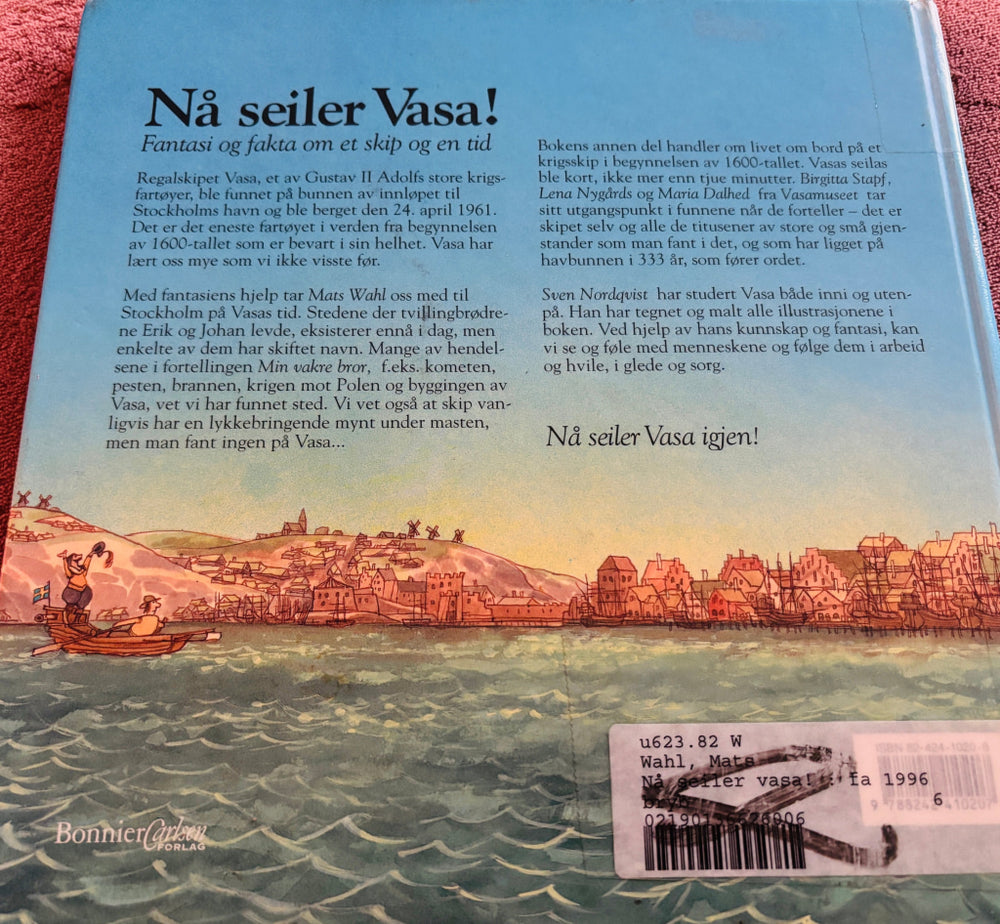 Nå seiler Vasa!
Fantasi og fakta om et skip og en tid
Regalskipet Vasa, et av Gustav II Adolfs store krigs-
fartøyer, ble funnet på bunnen av innløpet til
Stockholms havn og ble berget den 24. april 1961.
Det er det eneste fartøyet i verden fra begynnelsen
av 1600-tallet som er bevart i sin helhet. Vasa har
lært oss mye som vi ikke visste før.
Med fantasiens hjelp tar Mats Wahl oss med til
Stockholm på Vasas tid. Stedene der tvillingbrødre-
ne Erik og Johan levde, eksisterer ennå i dag, men
enkelte av dem har skiftet navn. Mange av hendel-
sene i fortellingen Min vakre bror, f.eks. kometen,
pesten, brannen, krigen mot Polen og byggingen av
Vasa, vet vi har funnet sted. Vi vet også at skip van-
ligvis har en lykkebringende mynt under masten,
men man fant ingen på Vasa...
Bokens annen del handler om livet om bord på et
krigsskip i begynnelsen av 1600-tallet. Vasas seilas
ble kort, ikke mer enn tjue minutter. Birgitta Stapf,
Lena Nygårds og Maria Dalhed fra Vasamuseet tar
sitt utgangspunkt i funnene når de forteller – det er
skipet selv og alle de titusener av store og små gjen-
stander som man fant i det, og som har ligget på
havbunnen i 333 år, som fører ordet.
Sven Nordqvist har studert Vasa både inni og uten-
på. Han har tegnet og malt alle illustrasjonene i
boken. Ved hjelp av hans kunnskap og fantasi, kan
vi se og føle med menneskene og følge dem i arbeid
og hvile, i glede og sorg.
Nå seiler Vasa igjen!
Bonnier Carlsen
FORLAG
u623.82 W
Wahl, Mats
Nå seiler vasa! : fa 1996
6
ISBN 82-424-1020-6